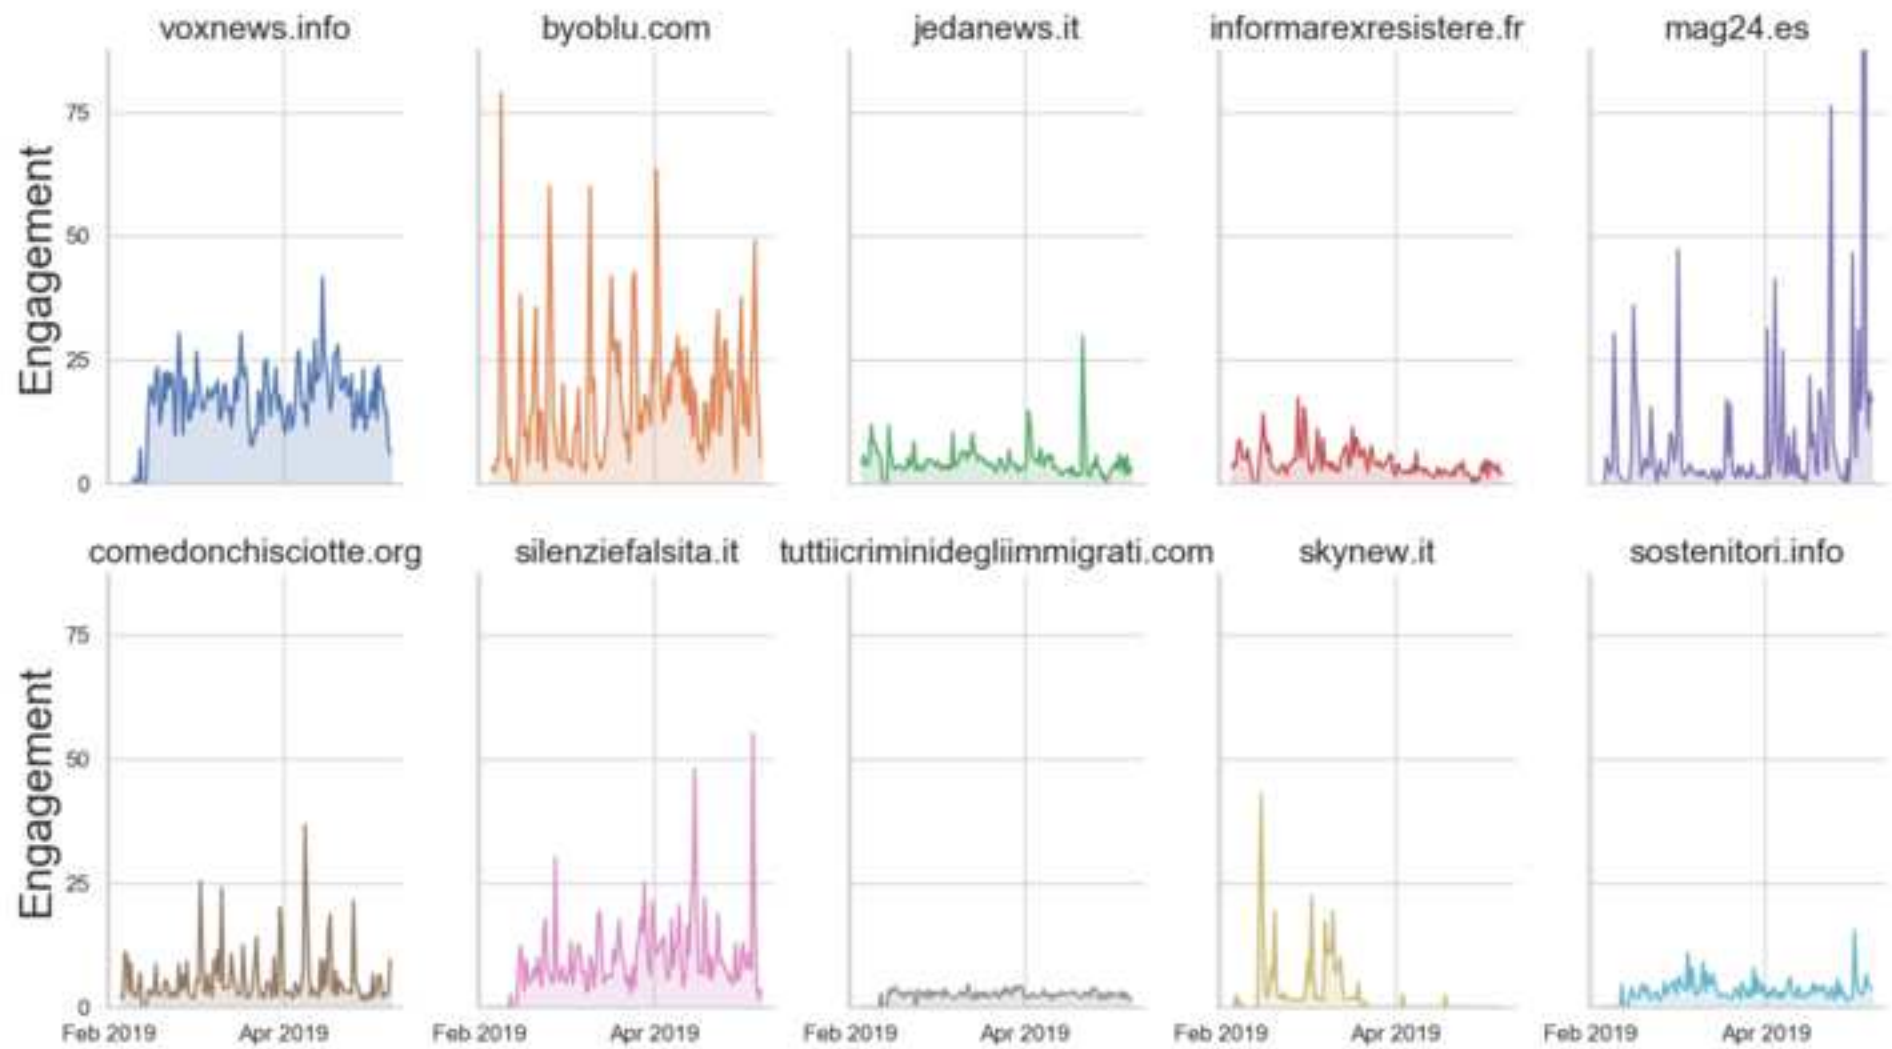 voxnews.info byoblu.com jedanews.it informarexresistere.fr mag24.es
Engagement
75
50
25
0
comedonchisciotte.org silenziefalsita.it tuttiicriminidegliimmigrati.com skynew.it sostenitori.info
Engagement
75
50
25
0
Feb 2019 Apr 2019 Feb 2019 Apr 2019 Feb 2019 Apr 2019 Feb 2019 Apr 2019 Feb 2019 Apr 2019